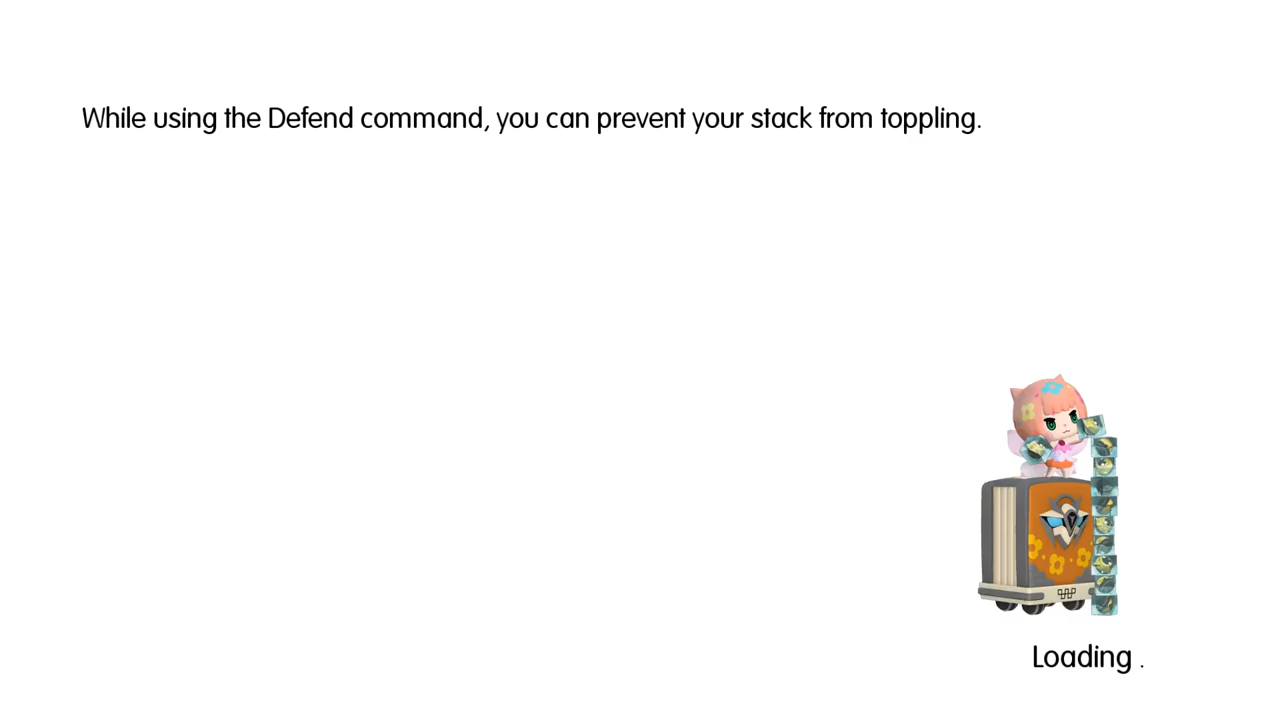 While using the Defend command, you can prevent your stack from toppling.
Loading .